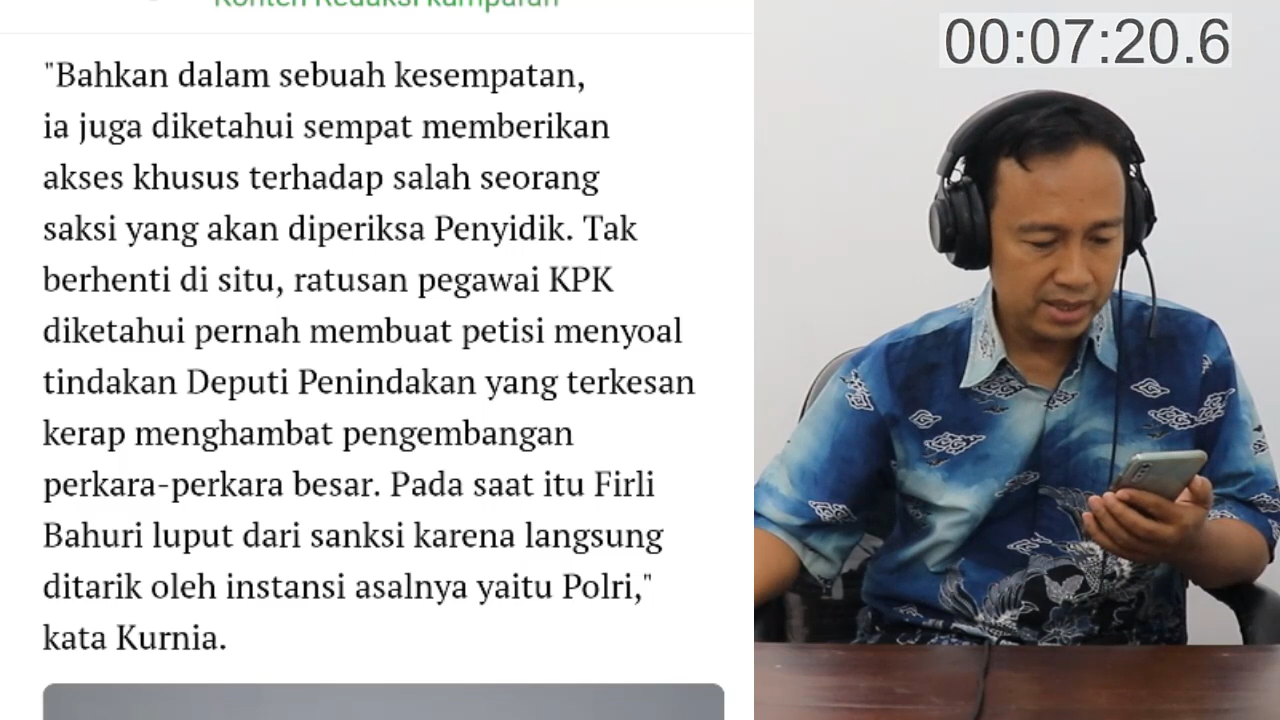 Konten Redaksi kumparan
"Bahkan dalam sebuah kesempatan,
ia juga diketahui sempat memberikan
akses khusus terhadap salah seorang
saksi yang akan diperiksa Penyidik. Tak
berhenti di situ, ratusan pegawai KPK
diketahui pernah membuat petisi menyoal
tindakan Deputi Penindakan yang terkesan
kerap menghambat pengembangan
perkara-perkara besar. Pada saat itu Firli
Bahuri luput dari sanksi karena langsung
ditarik oleh instansi asalnya yaitu Polri,"
kata Kurnia.
00:07:20.6